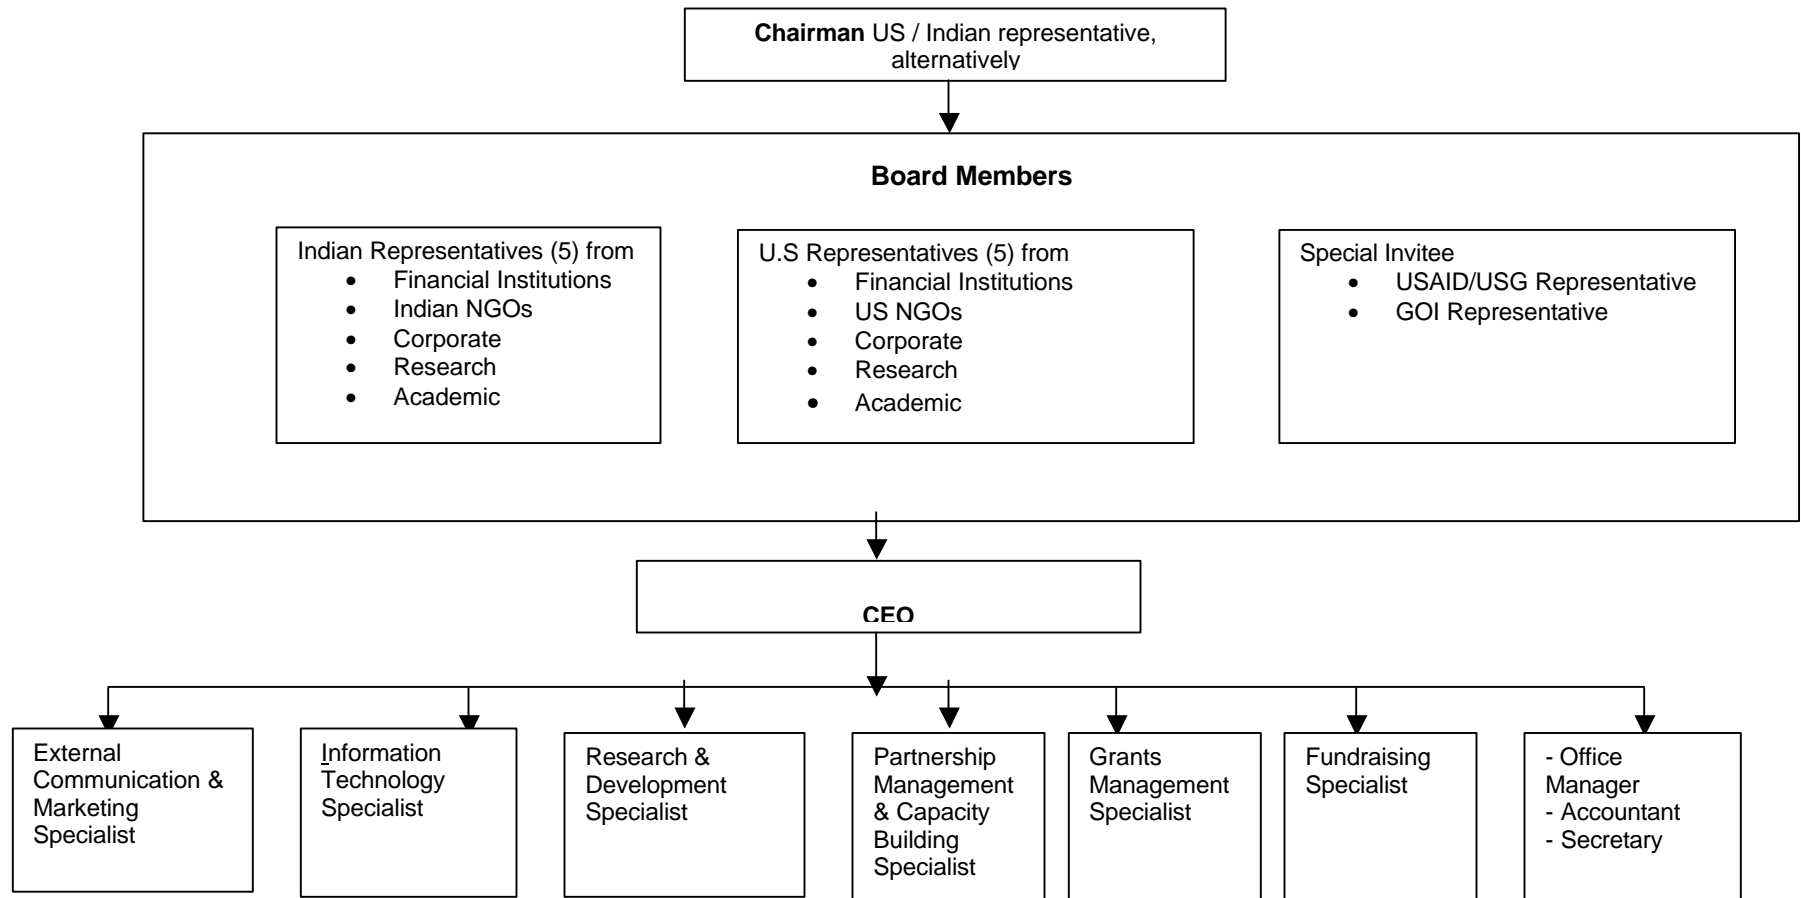 Chairman US / Indian representative,
alternatively
Board Members
Indian Representatives (5) from
• Financial Institutions
• Indian NGOs
• Corporate
• Research
• Academic
U.S Representatives (5) from
• Financial Institutions
• US NGOs
• Corporate
• Research
• Academic
Special Invitee
• USAID/USG Representative
• GOI Representative
CEO
External
Communication &
Marketing
Specialist
Information
Technology
Specialist
Research &
Development
Specialist
Partnership
Management
& Capacity
Building
Specialist
Grants
Management
Specialist
Fundraising
Specialist
- Office
Manager
- Accountant
- Secretary